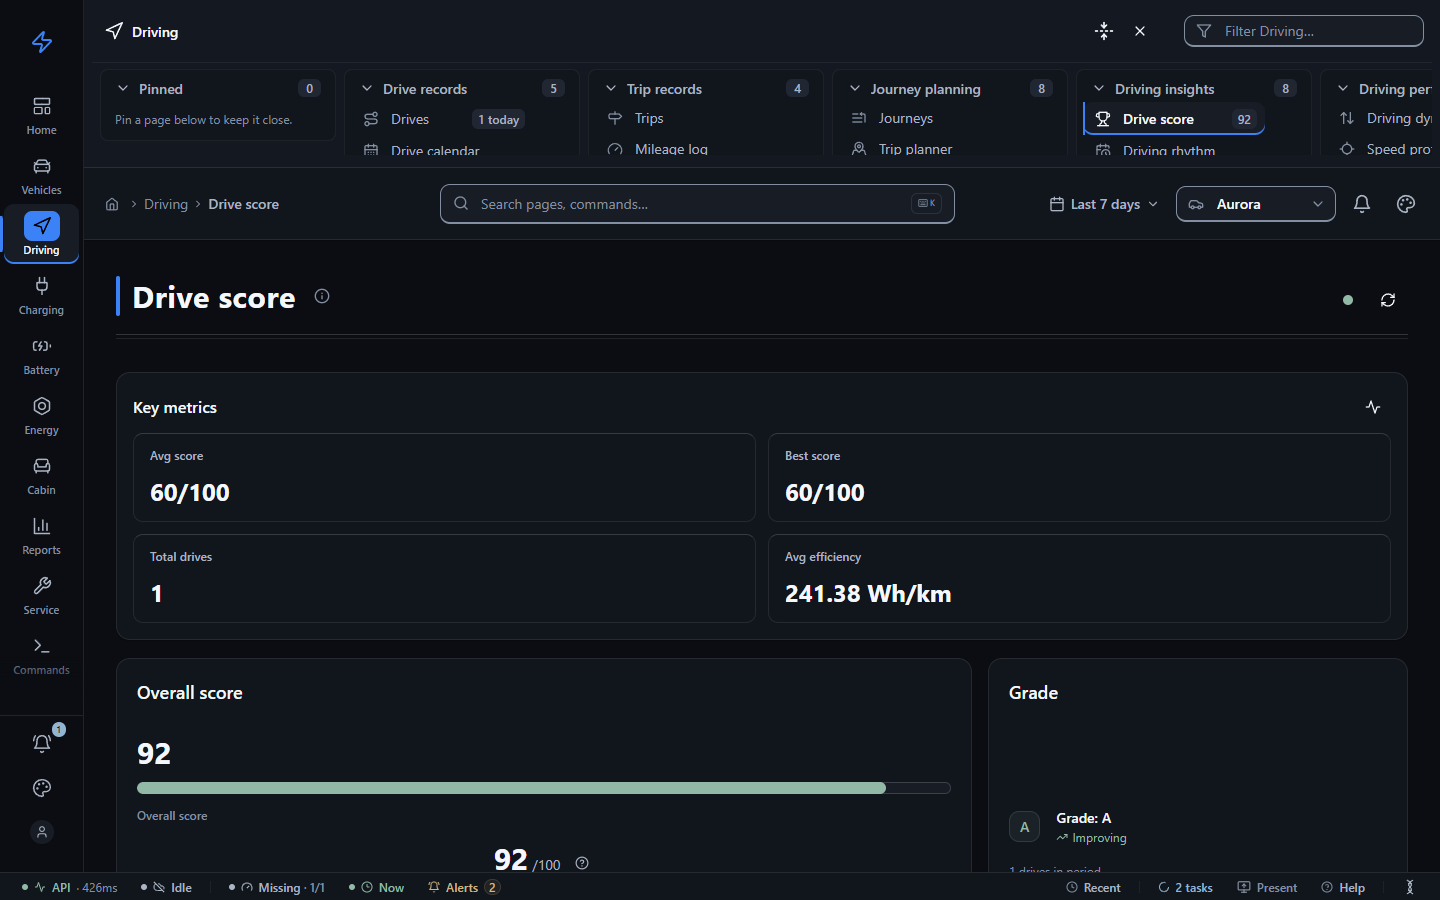 Driving
Filter Driving...
Pinned 0
Pin a page below to keep it close.
Drive records 5
Drives 1 today
Drive calendar
Trip records 4
Trips
Mileage log
Journey planning 8
Journeys
Trip planner
Driving insights 8
Drive score 92
Driving rhythm
Driving
Home
Vehicles
Driving
Charging
Battery
Energy
Cabin
Reports
Service
Commands
1
Driving > Drive score
Search pages, commands...
K
Last 7 days
Aurora
Drive score
Key metrics
Avg score
60/100
Best score
60/100
Total drives
1
Avg efficiency
241.38 Wh/km
Overall score
92
Overall score
92 /100
Grade
A
Grade: A
Improving
1 drives in period
API · 426ms
Idle
Missing · 1/1
Now
Alerts 2
Recent
2 tasks
Present
Help